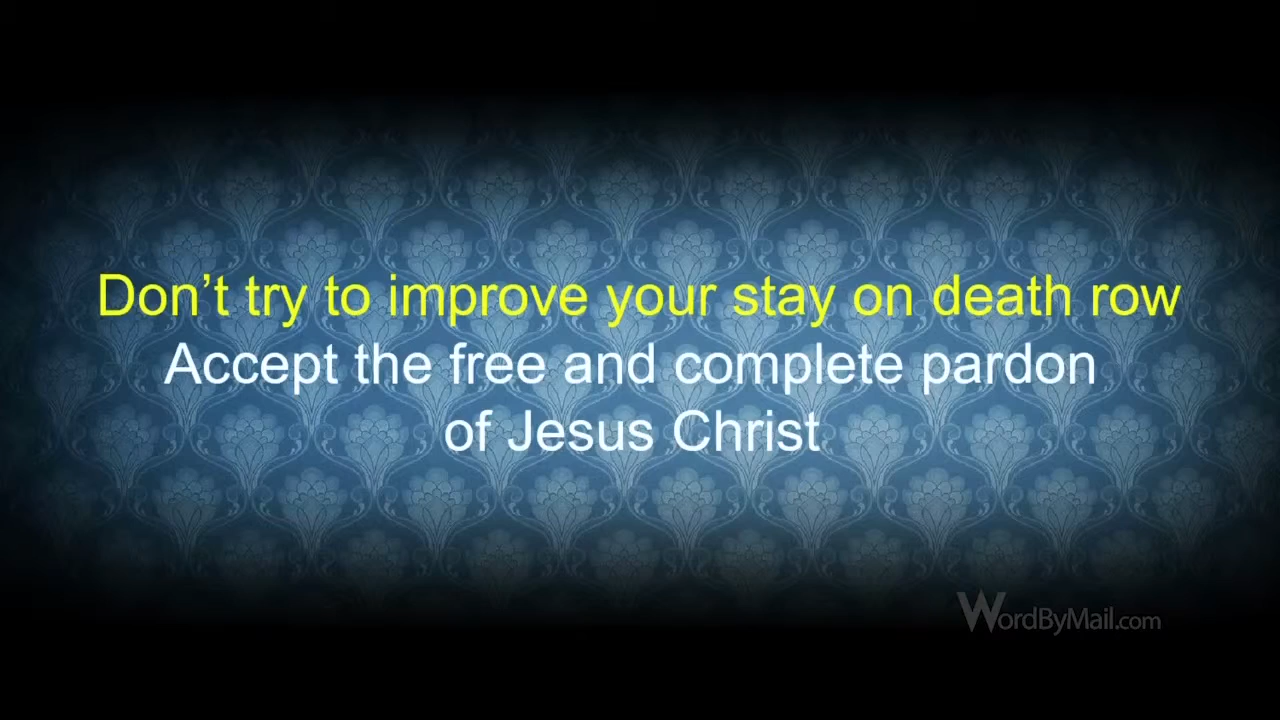 Don’t try to improve your stay on death row
Accept the free and complete pardon
of Jesus Christ
WordByMail.com